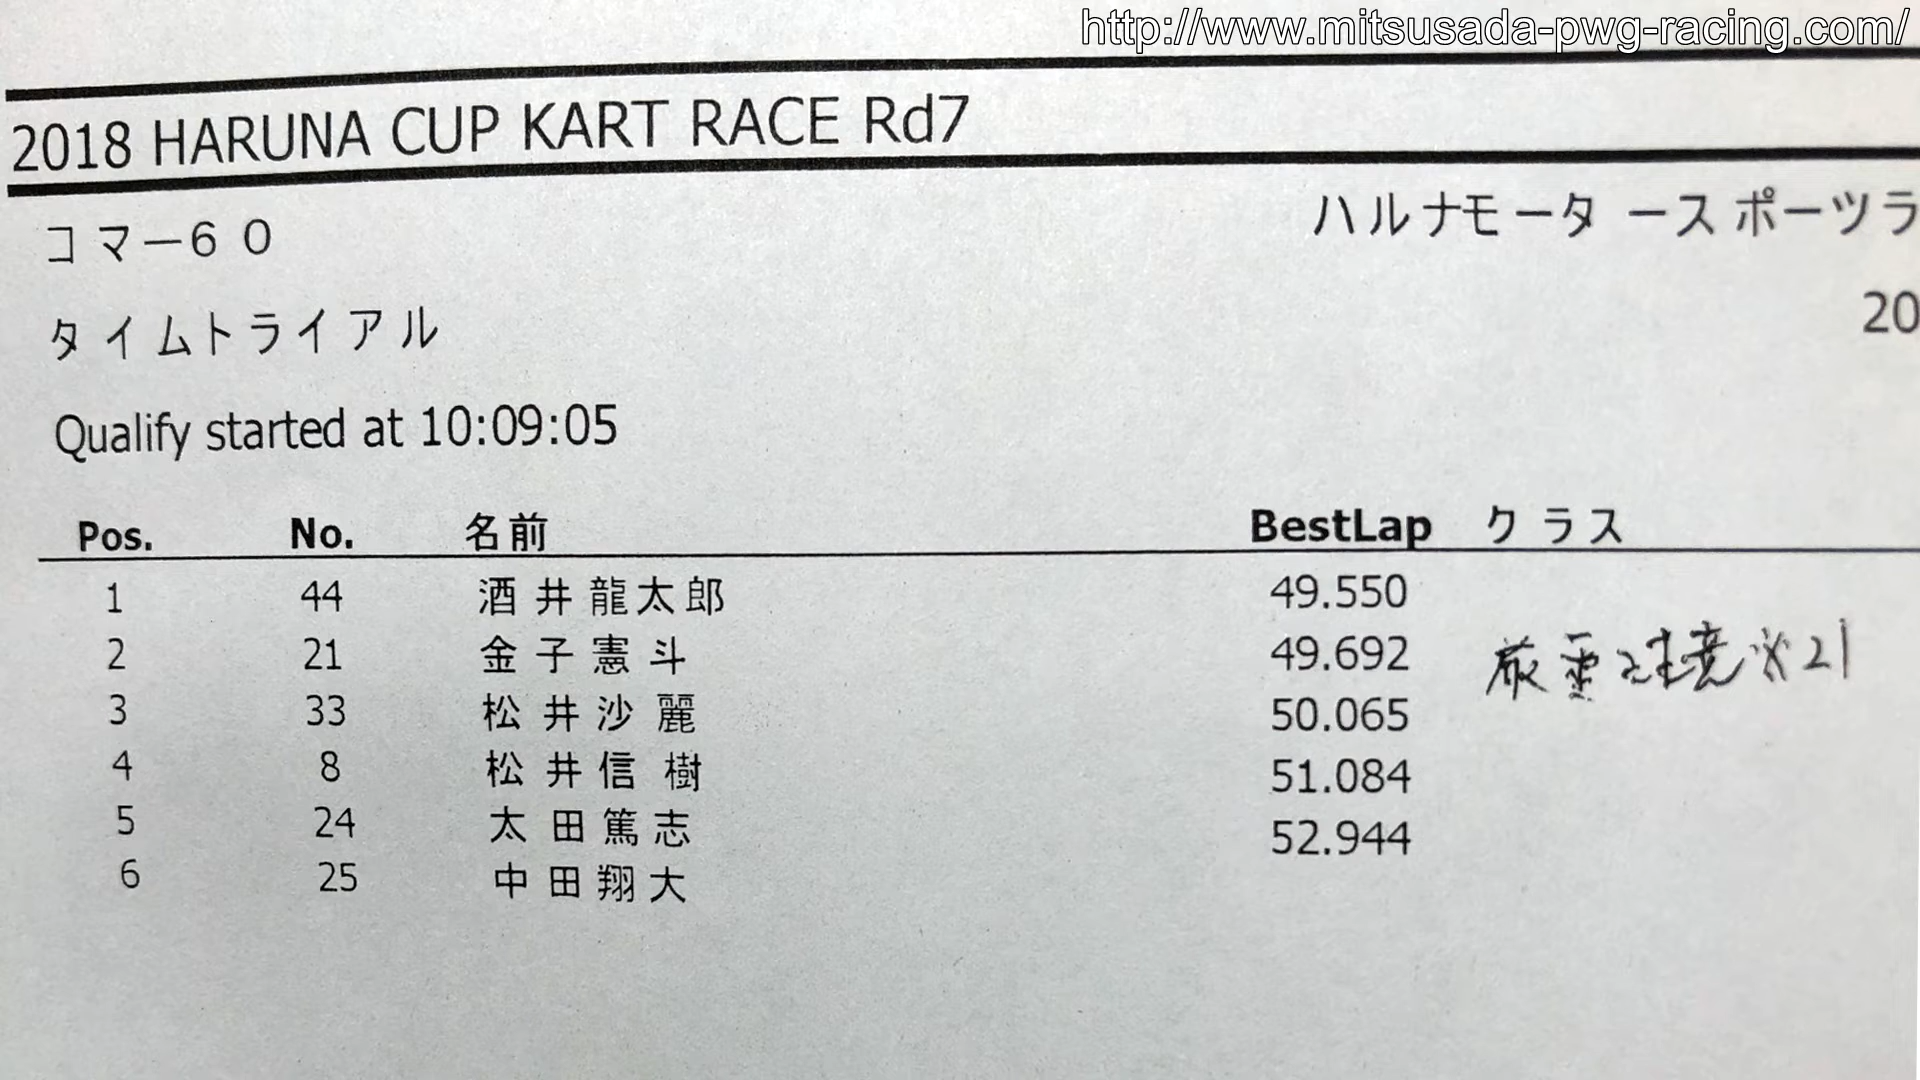 http://www.mitsusada-pwg-racing.com/
2018 HARUNA CUP KART RACE Rd7
コマー60 ハルナモータースポーツラ
タイムトライアル 20
Qualify started at 10:09:05
Pos. No. 名前 BestLap クラス
1 44 酒井龍太郎 49.550
2 21 金子憲斗 49.692 厳重注意※21
3 33 松井沙麗 50.065
4 8 松井信樹 51.084
5 24 太田篤志 52.944
6 25 中田翔大